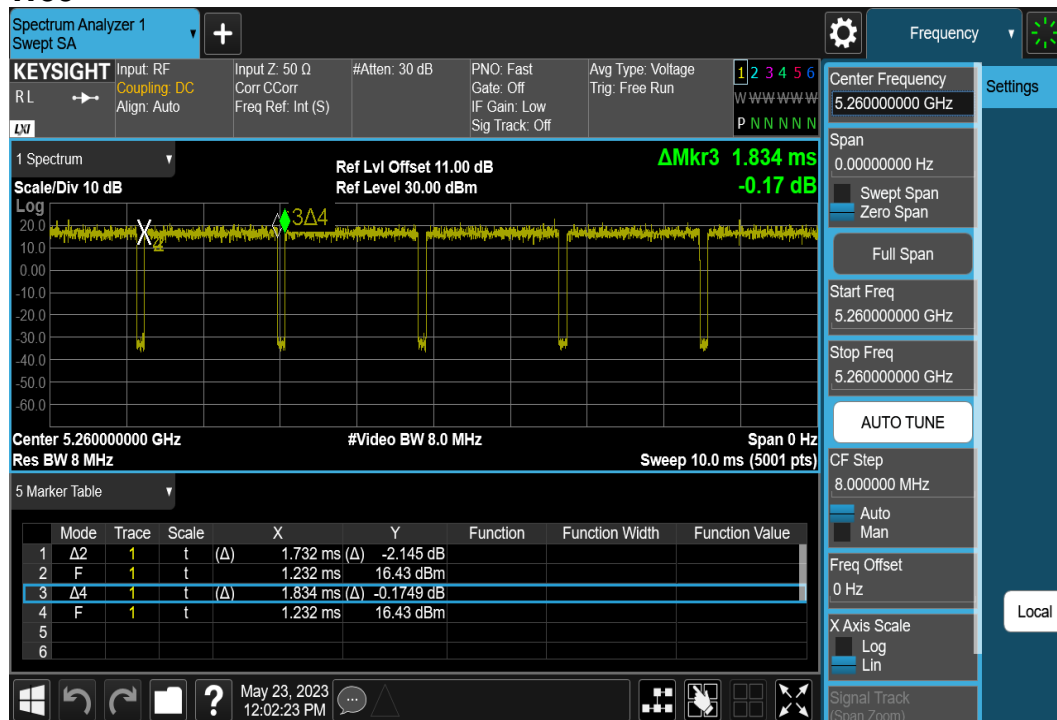 Spectrum Analyzer 1
Swept SA
Frequency
KEYSIGHT
R L
LXI
Input: RF
Coupling: DC
Align: Auto
Input Z: 50 Ω
Corr CCorr
Freq Ref: Int (S)
#Atten: 30 dB
PNO: Fast
Gate: Off
IF Gain: Low
Sig Track: Off
Avg Type: Voltage
Trig: Free Run
1 2 3 4 5 6
W W W W W W
P N N N N N
1 Spectrum
Scale/Div 10 dB
Ref Lvl Offset 11.00 dB
Ref Level 30.00 dBm
ΔMkr3 1.834 ms
-0.17 dB
Log
20.0
10.0
0.00
-10.0
-20.0
-30.0
-40.0
-50.0
-60.0
X
3Δ4
Center 5.260000000 GHz
Res BW 8 MHz
#Video BW 8.0 MHz
Span 0 Hz
Sweep 10.0 ms (5001 pts)
5 Marker Table
Mode Trace Scale X Y Function Function Width Function Value
1 Δ2 1 t (Δ) 1.732 ms (Δ) -2.145 dB
2 F 1 t 1.232 ms 16.43 dBm
3 Δ4 1 t (Δ) 1.834 ms (Δ) -0.1749 dB
4 F 1 t 1.232 ms 16.43 dBm
5
6
?
May 23, 2023
12:02:23 PM
Center Frequency
5.260000000 GHz
Span
0.00000000 Hz
Swept Span
Zero Span
Full Span
Start Freq
5.260000000 GHz
Stop Freq
5.260000000 GHz
AUTO TUNE
CF Step
8.000000 MHz
Auto
Man
Freq Offset
0 Hz
X Axis Scale
Log
Lin
Signal Track
(Span Zoom)
Settings
Local